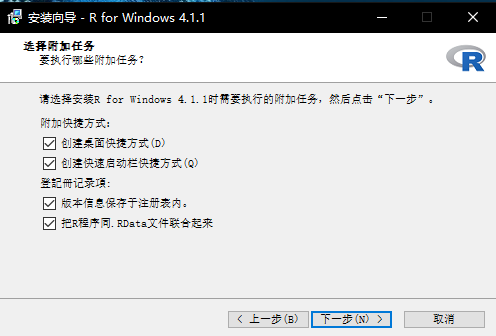 安装向导 - R for Windows 4.1.1
选择附加任务
要执行哪些附加任务?
R
请选择安装R for Windows 4.1.1时需要执行的附加任务，然后点击“下一步”。
附加快捷方式:
创建桌面快捷方式(D)
创建快速启动栏快捷方式(Q)
登記冊记录項:
版本信息保存于注册表内。
把R程序同.RData文件联合起来
< 上一步(B) 下一步(N) > 取消